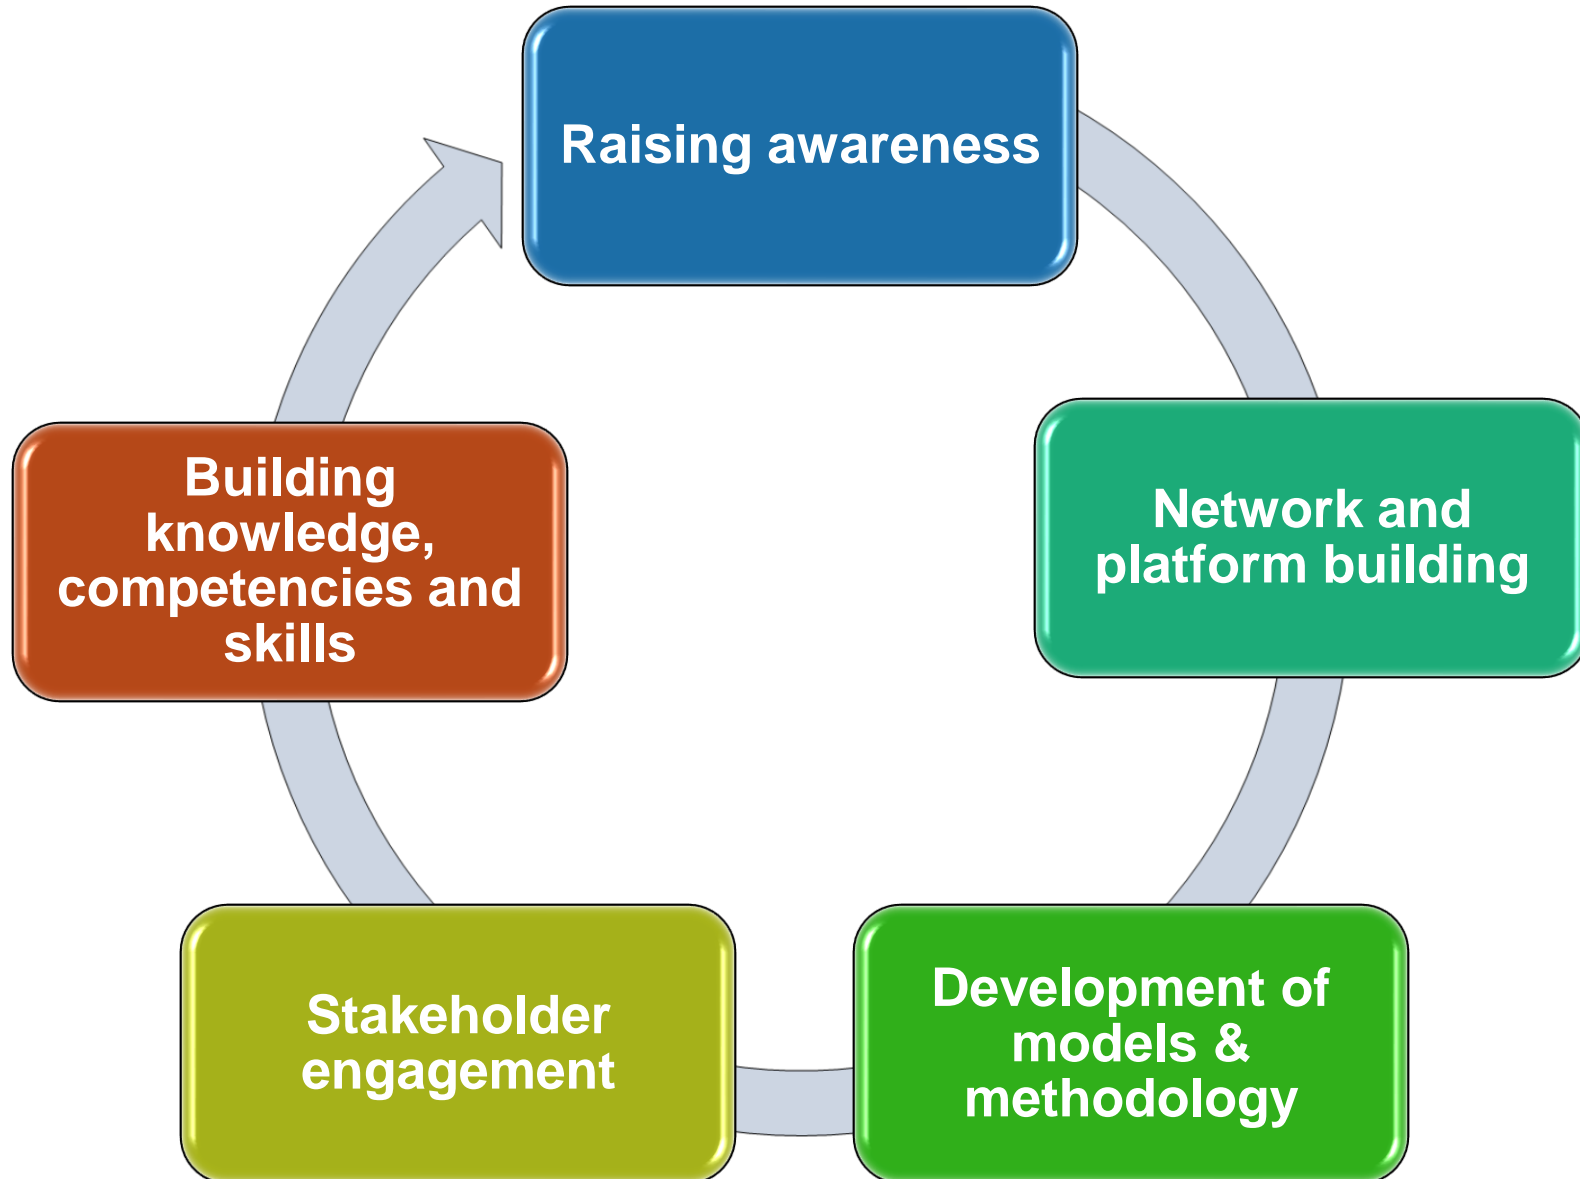 Raising awareness
Network and
platform building
Development of
models &
methodology
Stakeholder
engagement
Building
knowledge,
competencies and
skills